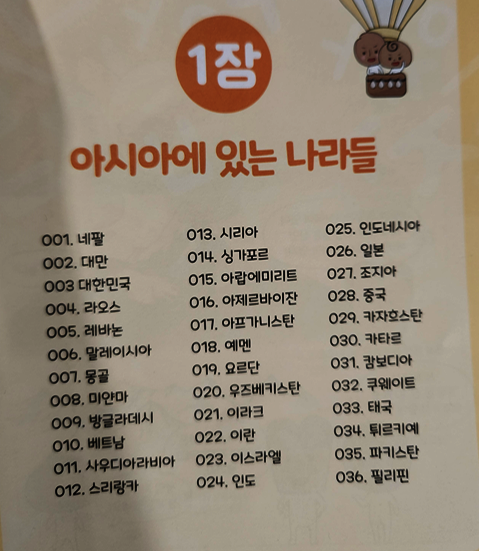 1장
아시아에 있는 나라들
001. 네팔
002. 대만
003 대한민국
004. 라오스
005. 레바논
006. 말레이시아
007. 몽골
008. 미얀마
009. 방글라데시
010. 베트남
011. 사우디아라비아
012. 스리랑카
013. 시리아
014. 싱가포르
015. 아랍에미리트
016. 아제르바이잔
017. 아프가니스탄
018. 예멘
019. 요르단
020. 우즈베키스탄
021. 이라크
022. 이란
023. 이스라엘
024. 인도
025. 인도네시아
026. 일본
027. 조지아
028. 중국
029. 카자흐스탄
030. 카타르
031. 캄보디아
032. 쿠웨이트
033. 태국
034. 튀르키예
035. 파키스탄
036. 필리핀